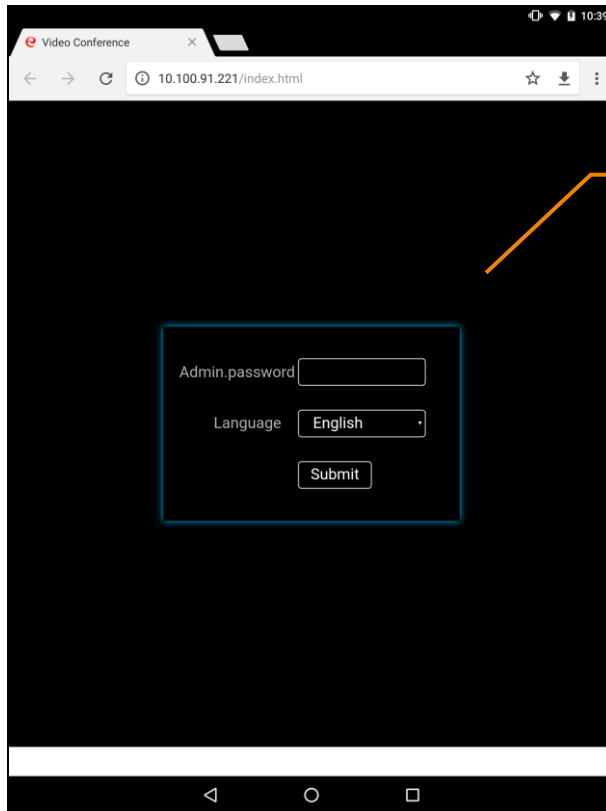 10:39
Video Conference
10.100.91.221/index.html
Admin.password
Language English
Submit